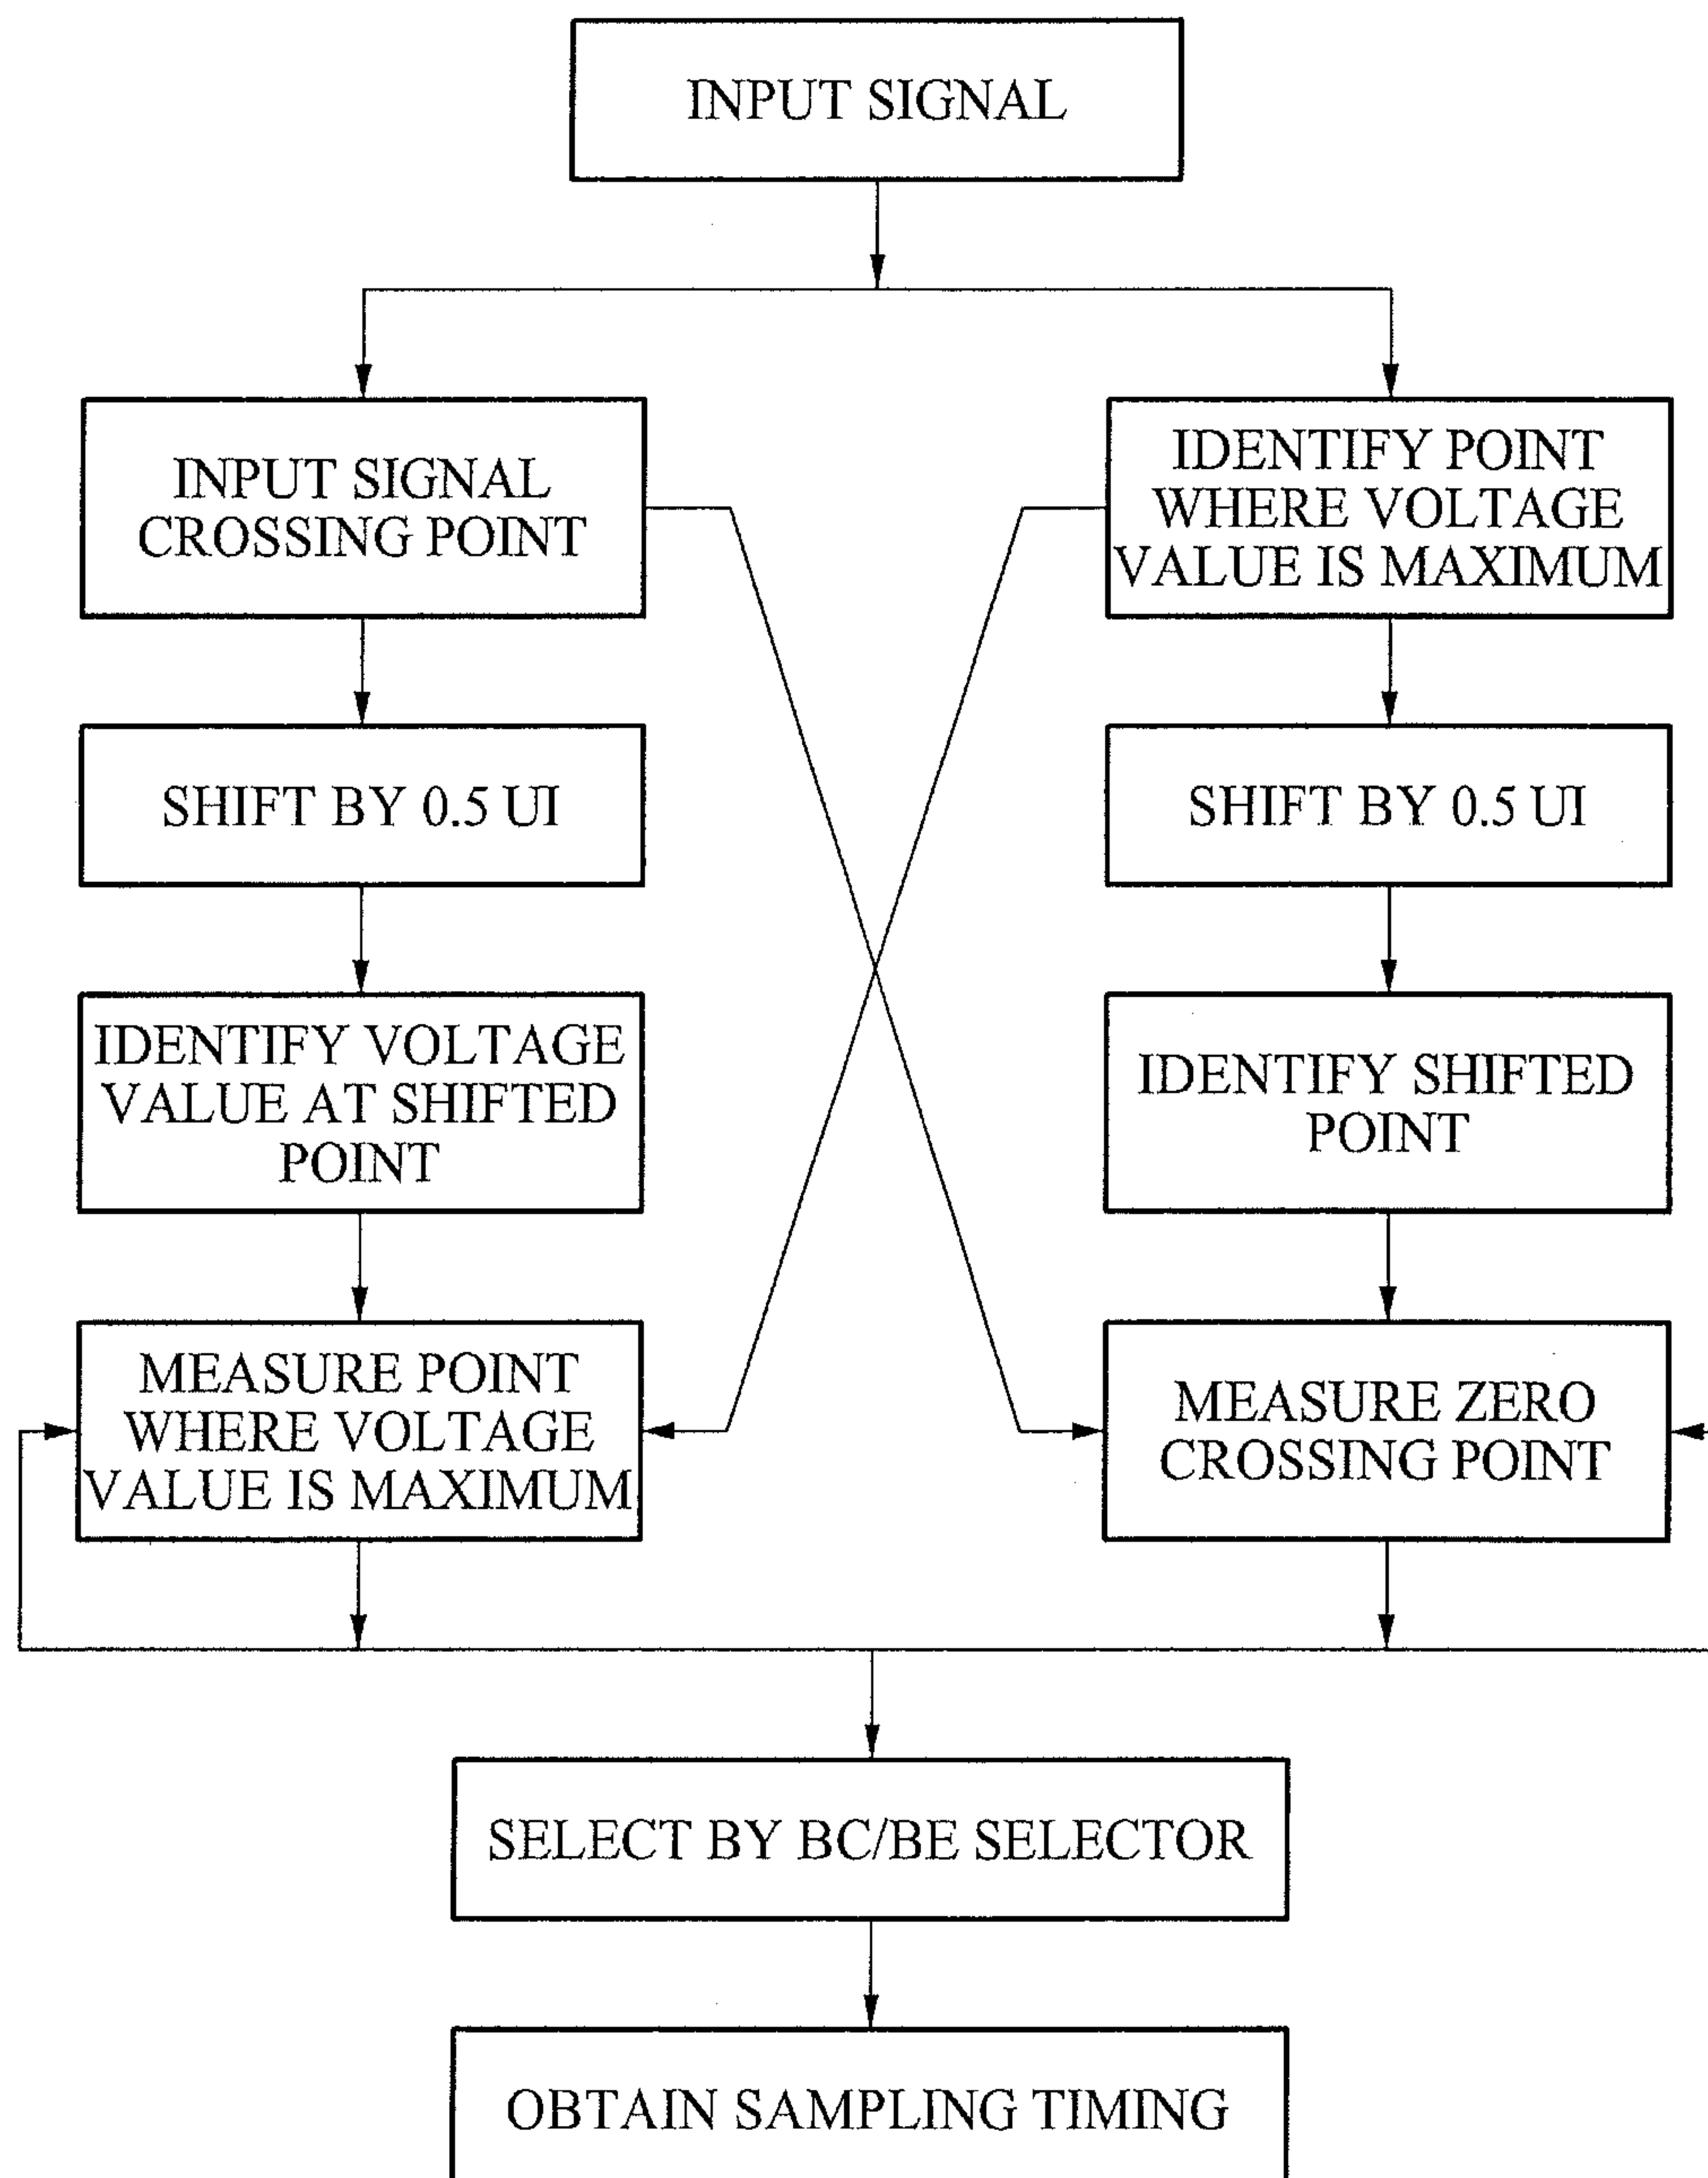 INPUT SIGNAL
INPUT SIGNAL
CROSSING POINT
IDENTIFY POINT
WHERE VOLTAGE
VALUE IS MAXIMUM
SHIFT BY 0.5 UI
SHIFT BY 0.5 UI
IDENTIFY VOLTAGE
VALUE AT SHIFTED
POINT
IDENTIFY SHIFTED
POINT
MEASURE POINT
WHERE VOLTAGE
VALUE IS MAXIMUM
MEASURE ZERO
CROSSING POINT
SELECT BY BC/BE SELECTOR
OBTAIN SAMPLING TIMING